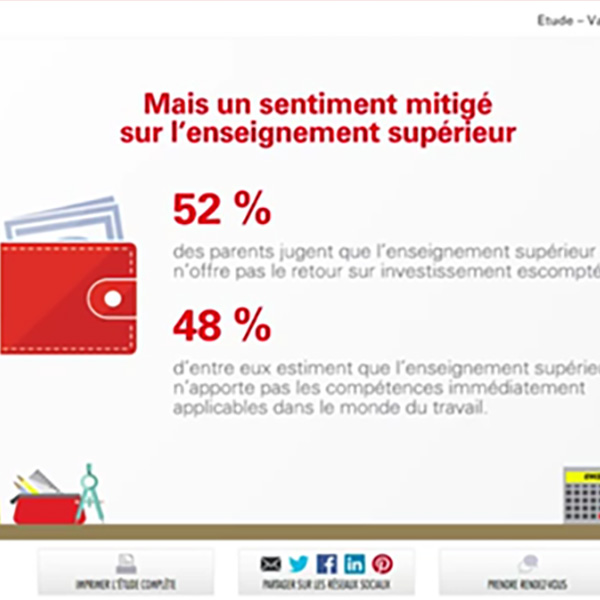 Etude – Va
Mais un sentiment mitigé
sur l'enseignement supérieur
52 %
des parents jugent que l'enseignement supérieur
n'offre pas le retour sur investissement escompté
48 %
d'entre eux estiment que l'enseignement supérieu
n'apporte pas les compétences immédiatement
applicables dans le monde du travail.
IMPRIMER L'ÉTUDE COMPLÈTE
PARTAGER SUR LES RÉSEAUX SOCIAUX
PRENDRE RENDEZ-VOUS